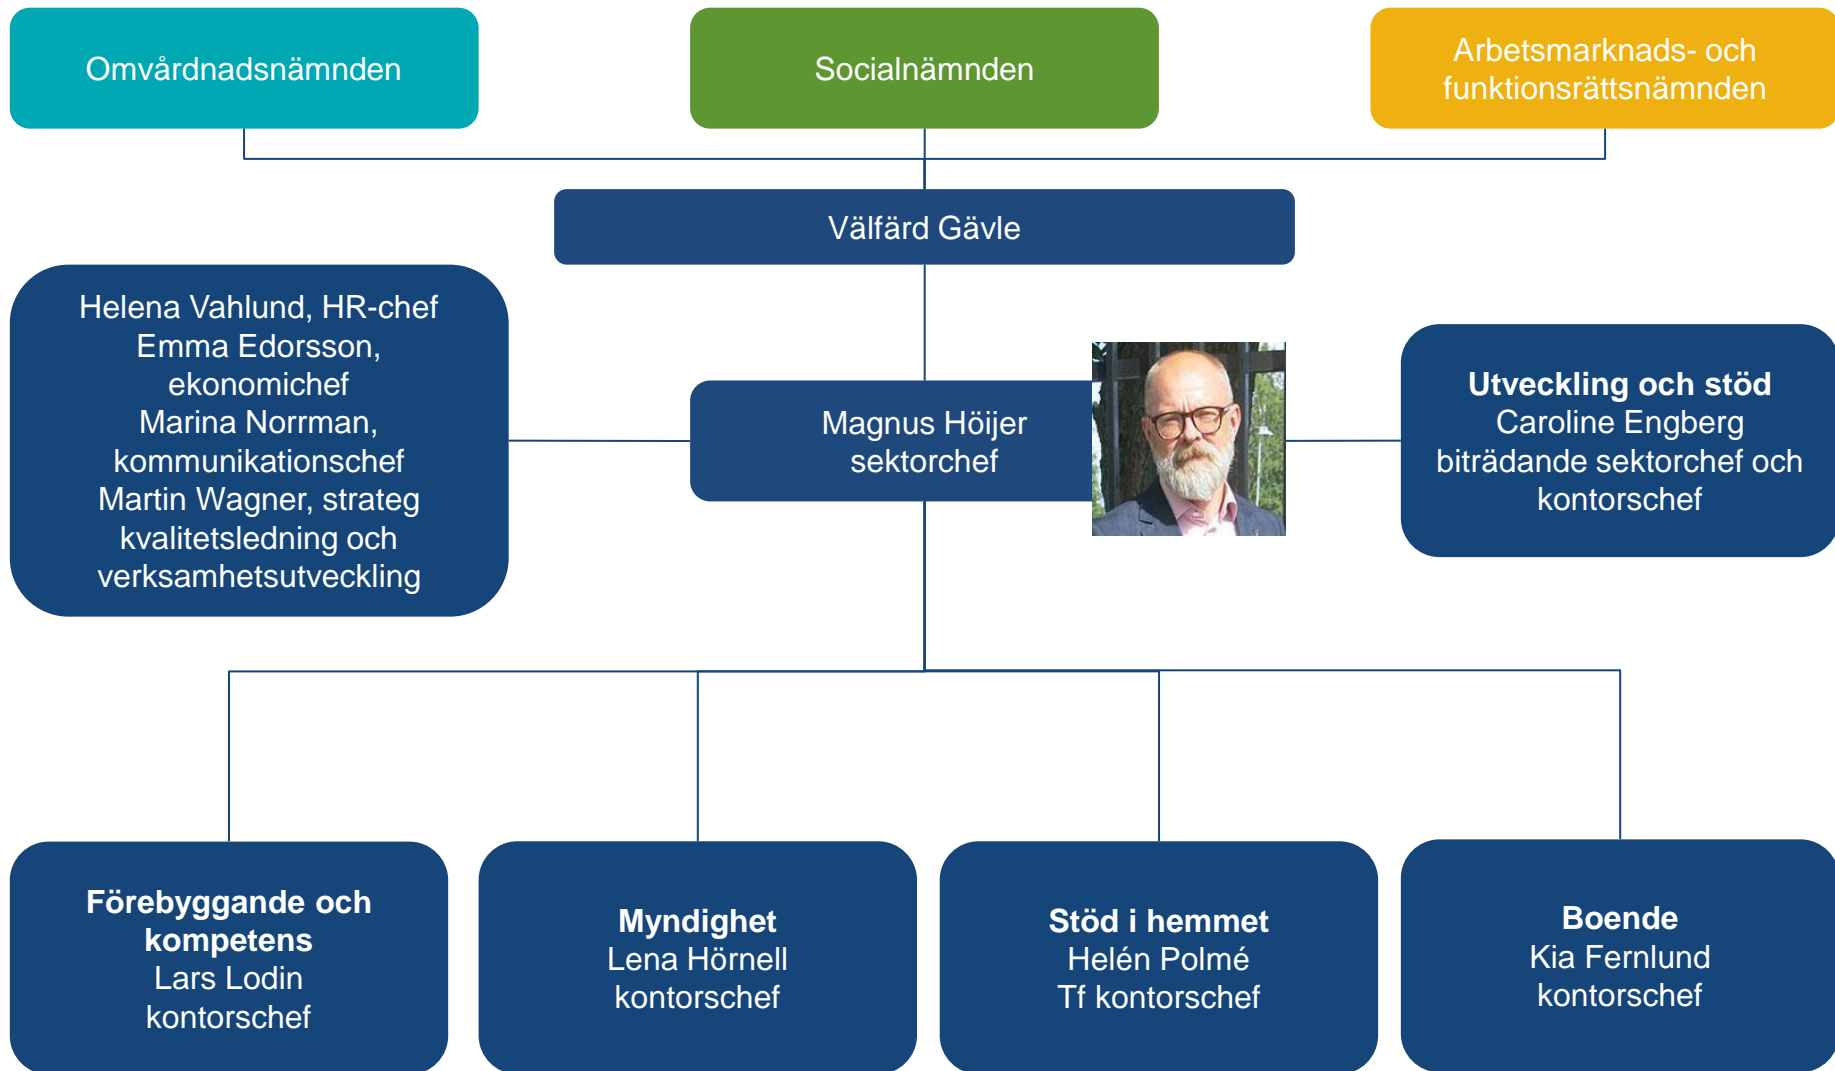 Omvårdnadsnämnden
Socialnämnden
Arbetsmarknads- och
funktionsrättsnämnden
Välfärd Gävle
Helena Vahlund, HR-chef
Emma Edorsson,
ekonomichef
Marina Norrman,
kommunikationschef
Martin Wagner, strateg
kvalitetsledning och
verksamhetsutveckling
Magnus Höijer
sektorchef
Utveckling och stöd
Caroline Engberg
biträdande sektorchef och
kontorschef
Förebyggande och
kompetens
Lars Lodin
kontorschef
Myndighet
Lena Hörnell
kontorschef
Stöd i hemmet
Helén Polmé
Tf kontorschef
Boende
Kia Fernlund
kontorschef